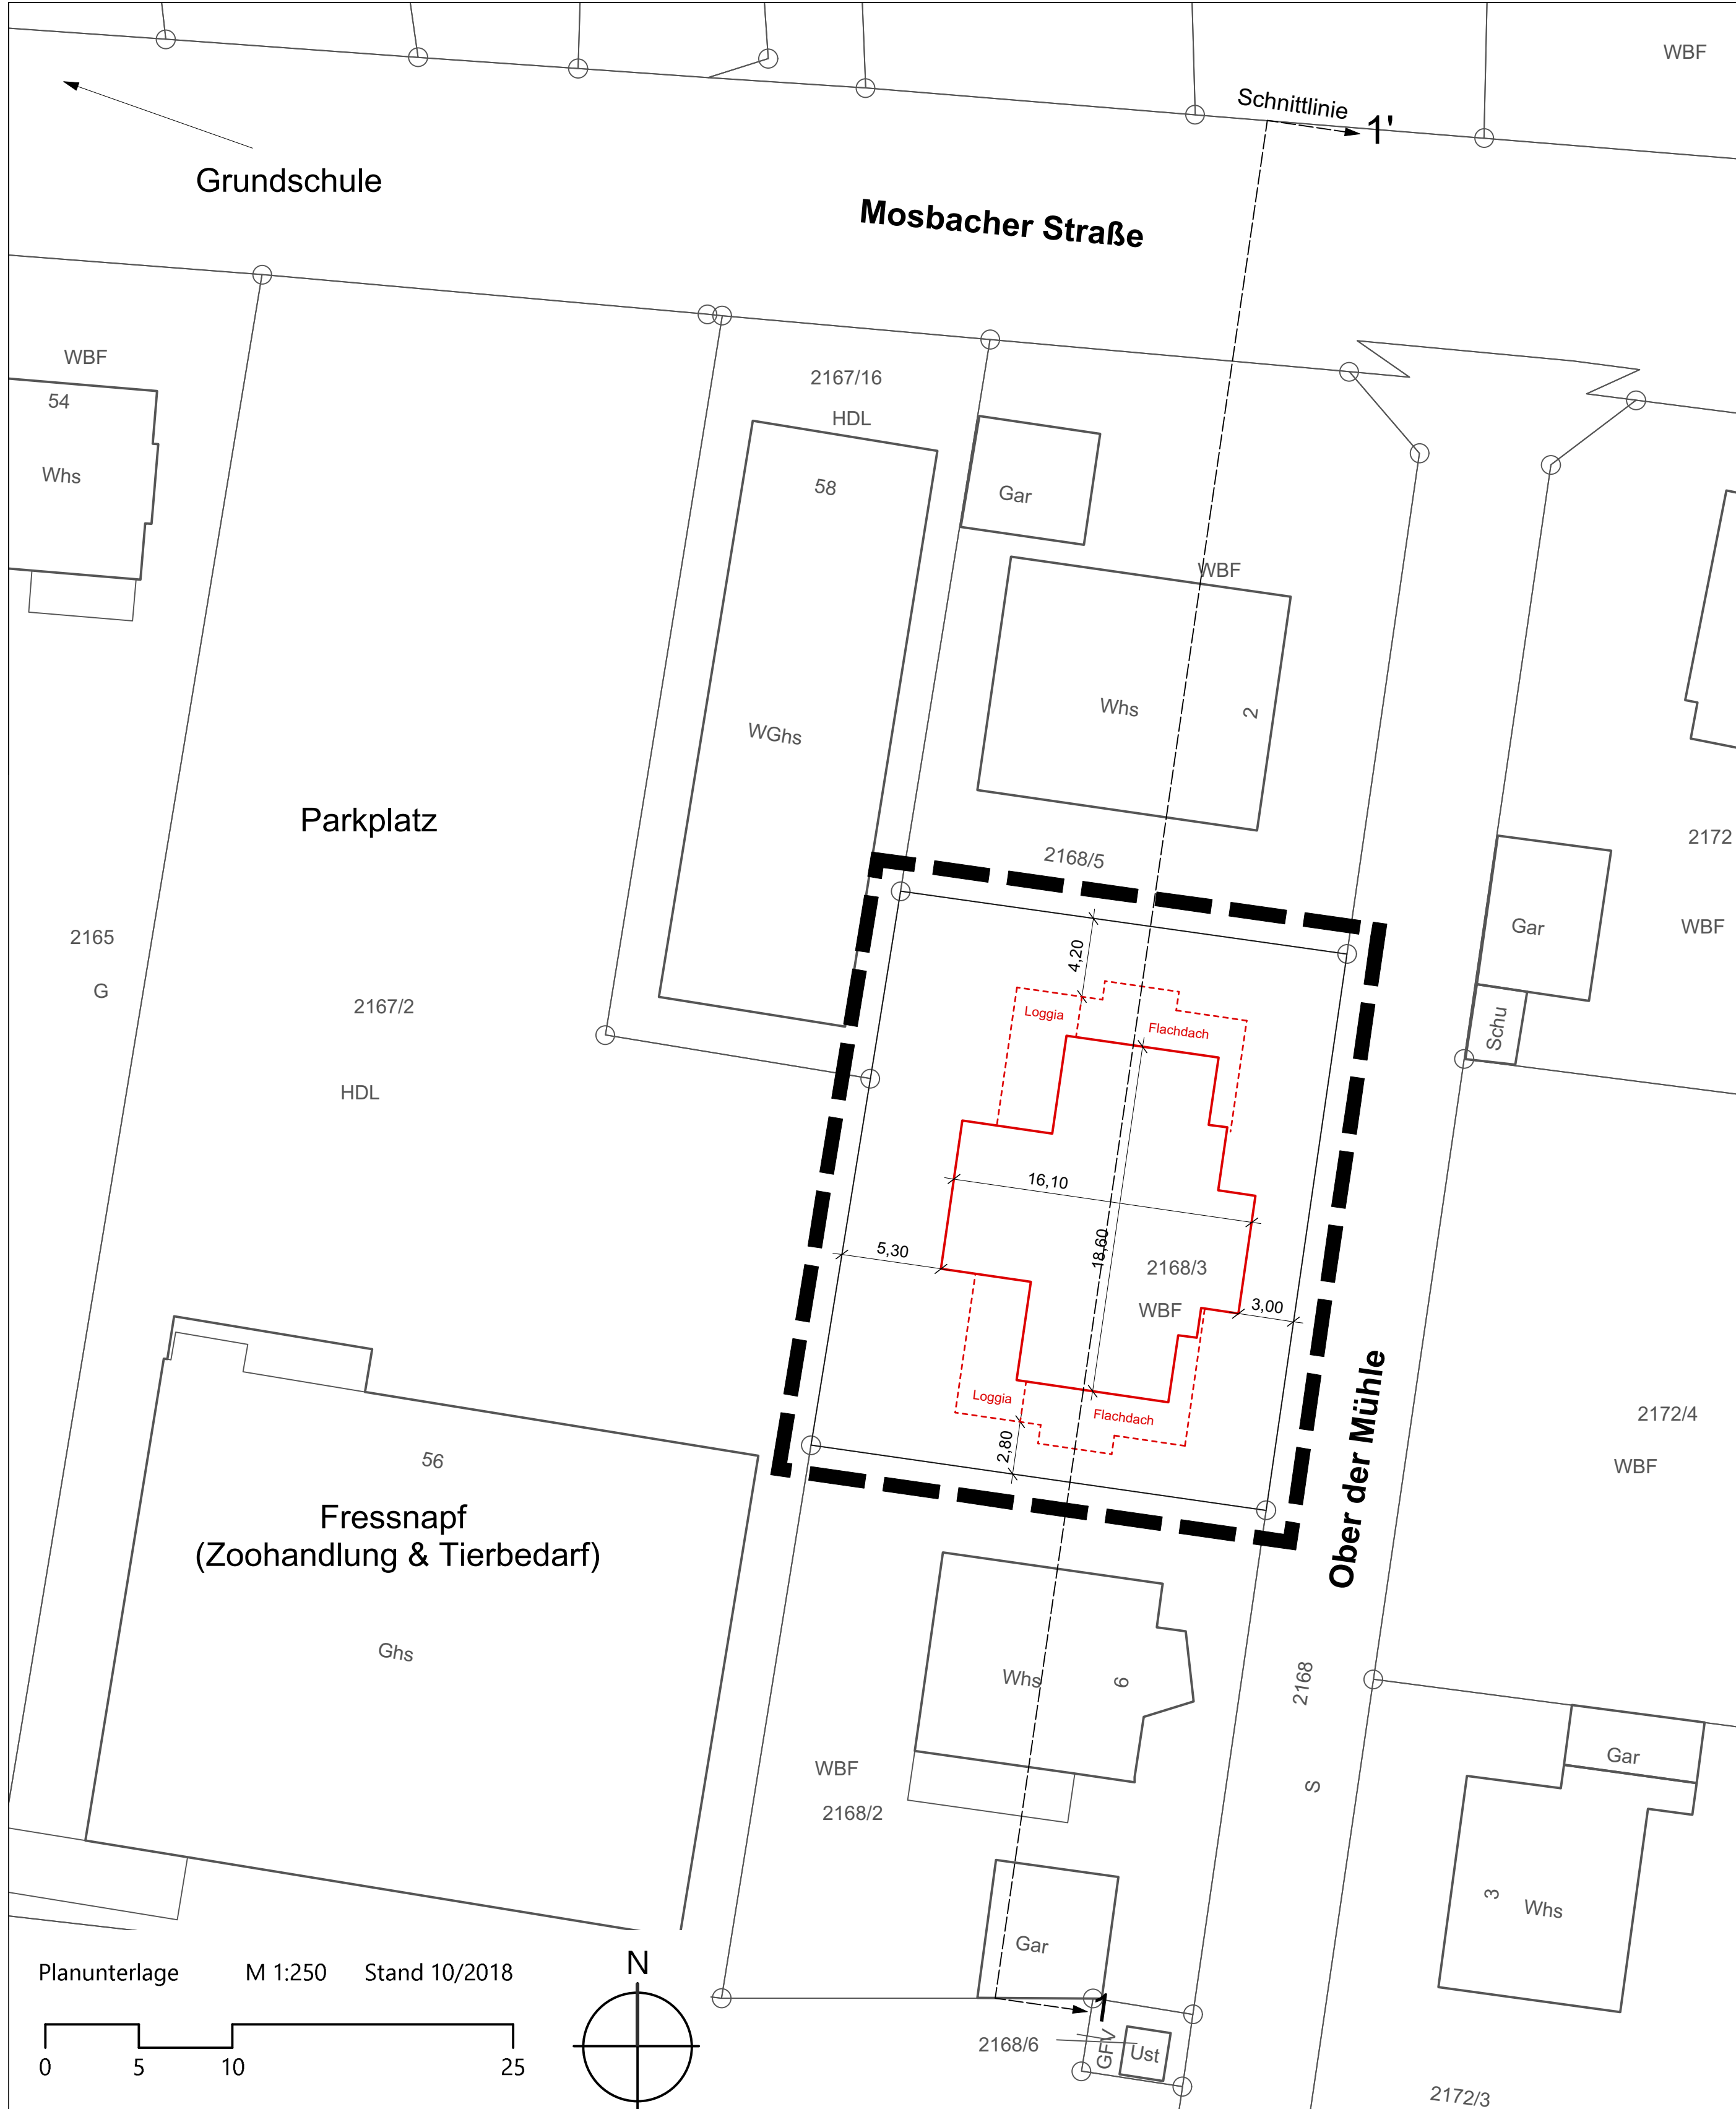 WBF
Schnittlinie
1'
Grundschule
Mosbacher Straße
WBF
54
Whs
2167/16
HDL
58
Gar
WBF
Whs
2
WGhs
Parkplatz
2168/5
2172
WBF
Gar
Schu
2165
G
2167/2
HDL
4,20
Loggia
Flachdach
16,10
18,60
5,30
2168/3
WBF
3,00
Loggia
Flachdach
2,80
Ober der Mühle
2172/4
WBF
56
Fressnapf
(Zoohandlung & Tierbedarf)
Ghs
Whs
6
2168
S
WBF
2168/2
Gar
3
Whs
Gar
1
2168/6
GFW
Ust
2172/3
Planunterlage M 1:250 Stand 10/2018
N
0 5 10 25